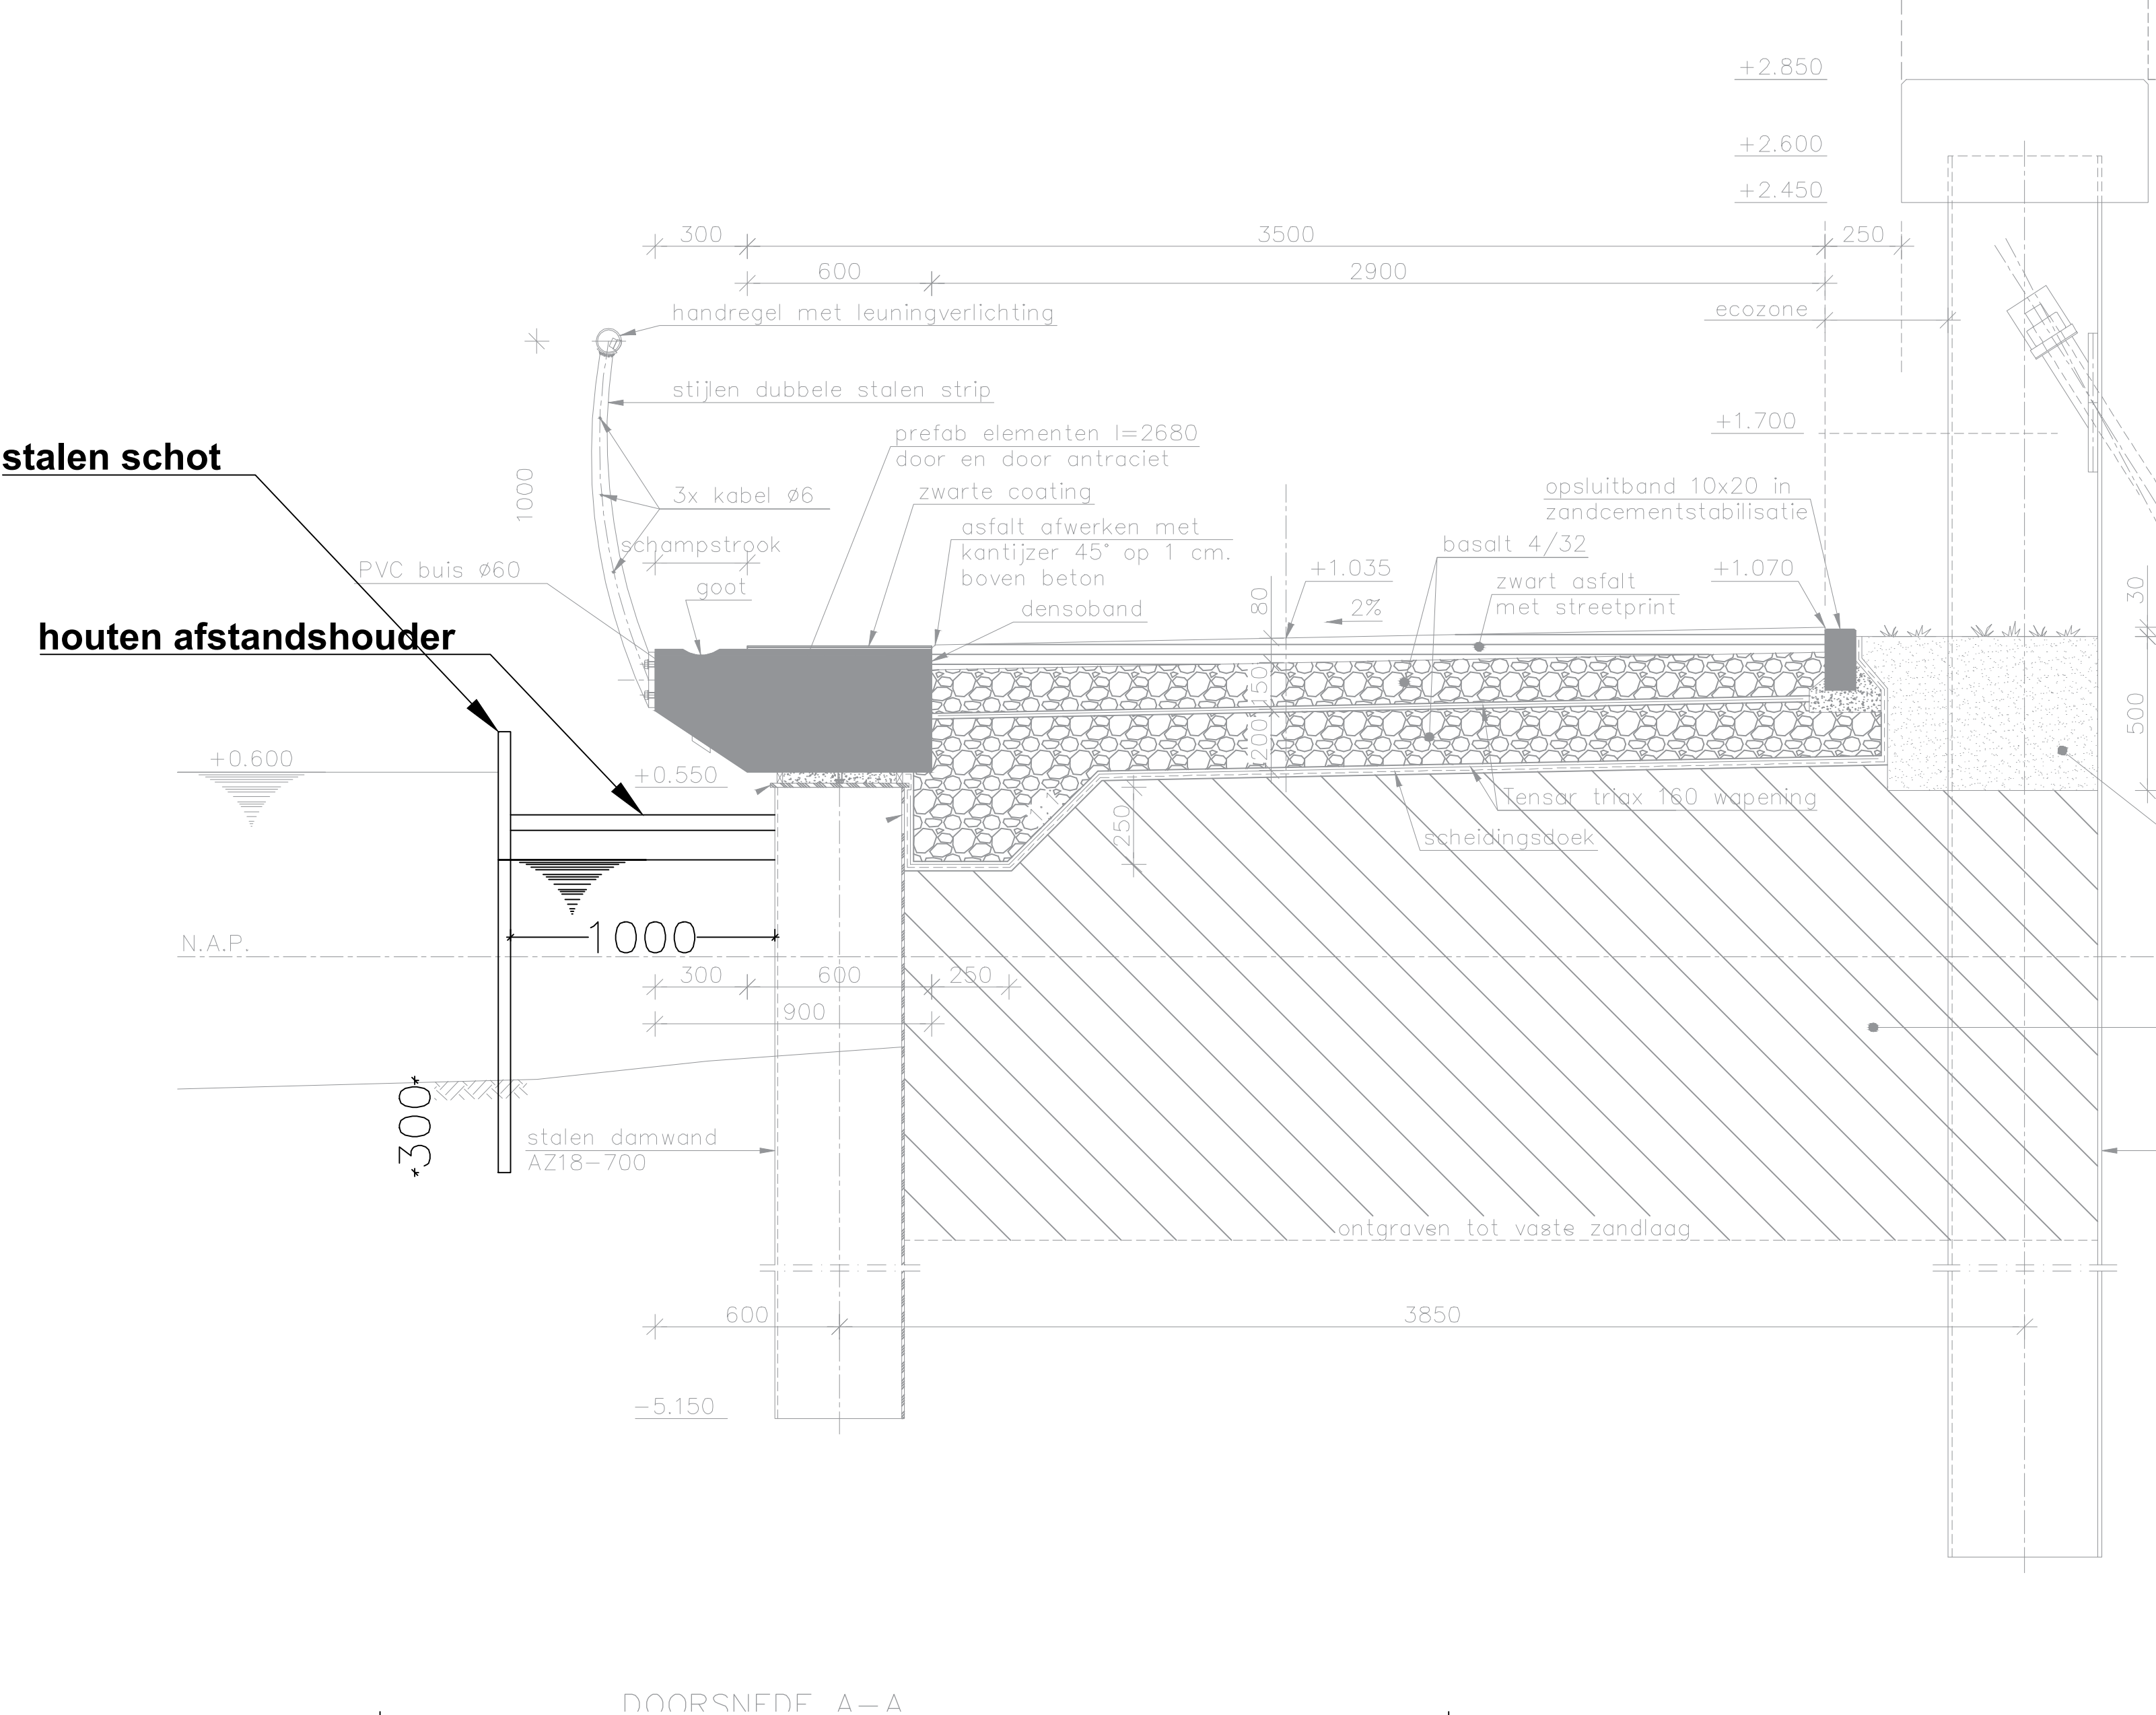 +2.850
+2.600
+2.450
300
3500
250
600
2900
handregel met leuningverlichting
ecozone
stijlen dubbele stalen strip
+1.700
prefab elementen l=2680
door en door antraciet
stalen schot
1000
3x kabel ø6
zwarte coating
opsluitband 10x20 in
zandcementstabilisatie
asfalt afwerken met
kantijzer 45° op 1 cm.
boven beton
schampstrook
basalt 4/32
PVC buis ø60
goot
+1.035
zwart asfalt
met streetprint
+1.070
80
30
densoband
2%
houten afstandshouder
150
200
500
+0.600
+0.550
1:1
250
Tensar triax 160 wapening
scheidingsdoek
1000
N.A.P.
300
600
250
900
300
stalen damwand
AZ18-700
ontgraven tot vaste zandlaag
600
3850
-5.150
DOORSNEDE A-A